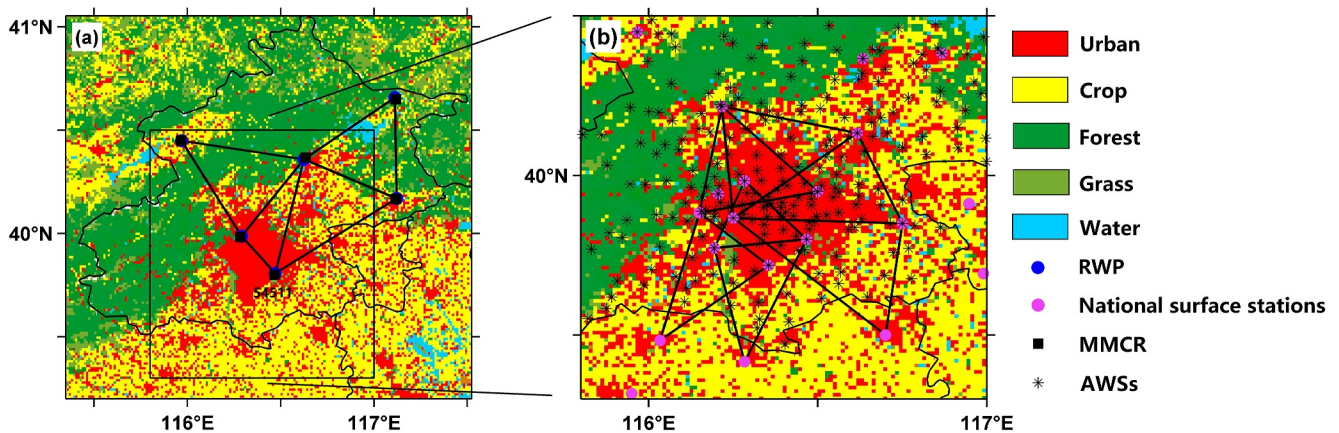 41°N
(a)
40°N
54511
116°E
117°E
(b)
40°N
116°E
117°E
Urban
Crop
Forest
Grass
Water
RWP
National surface stations
MMCR
AWSs